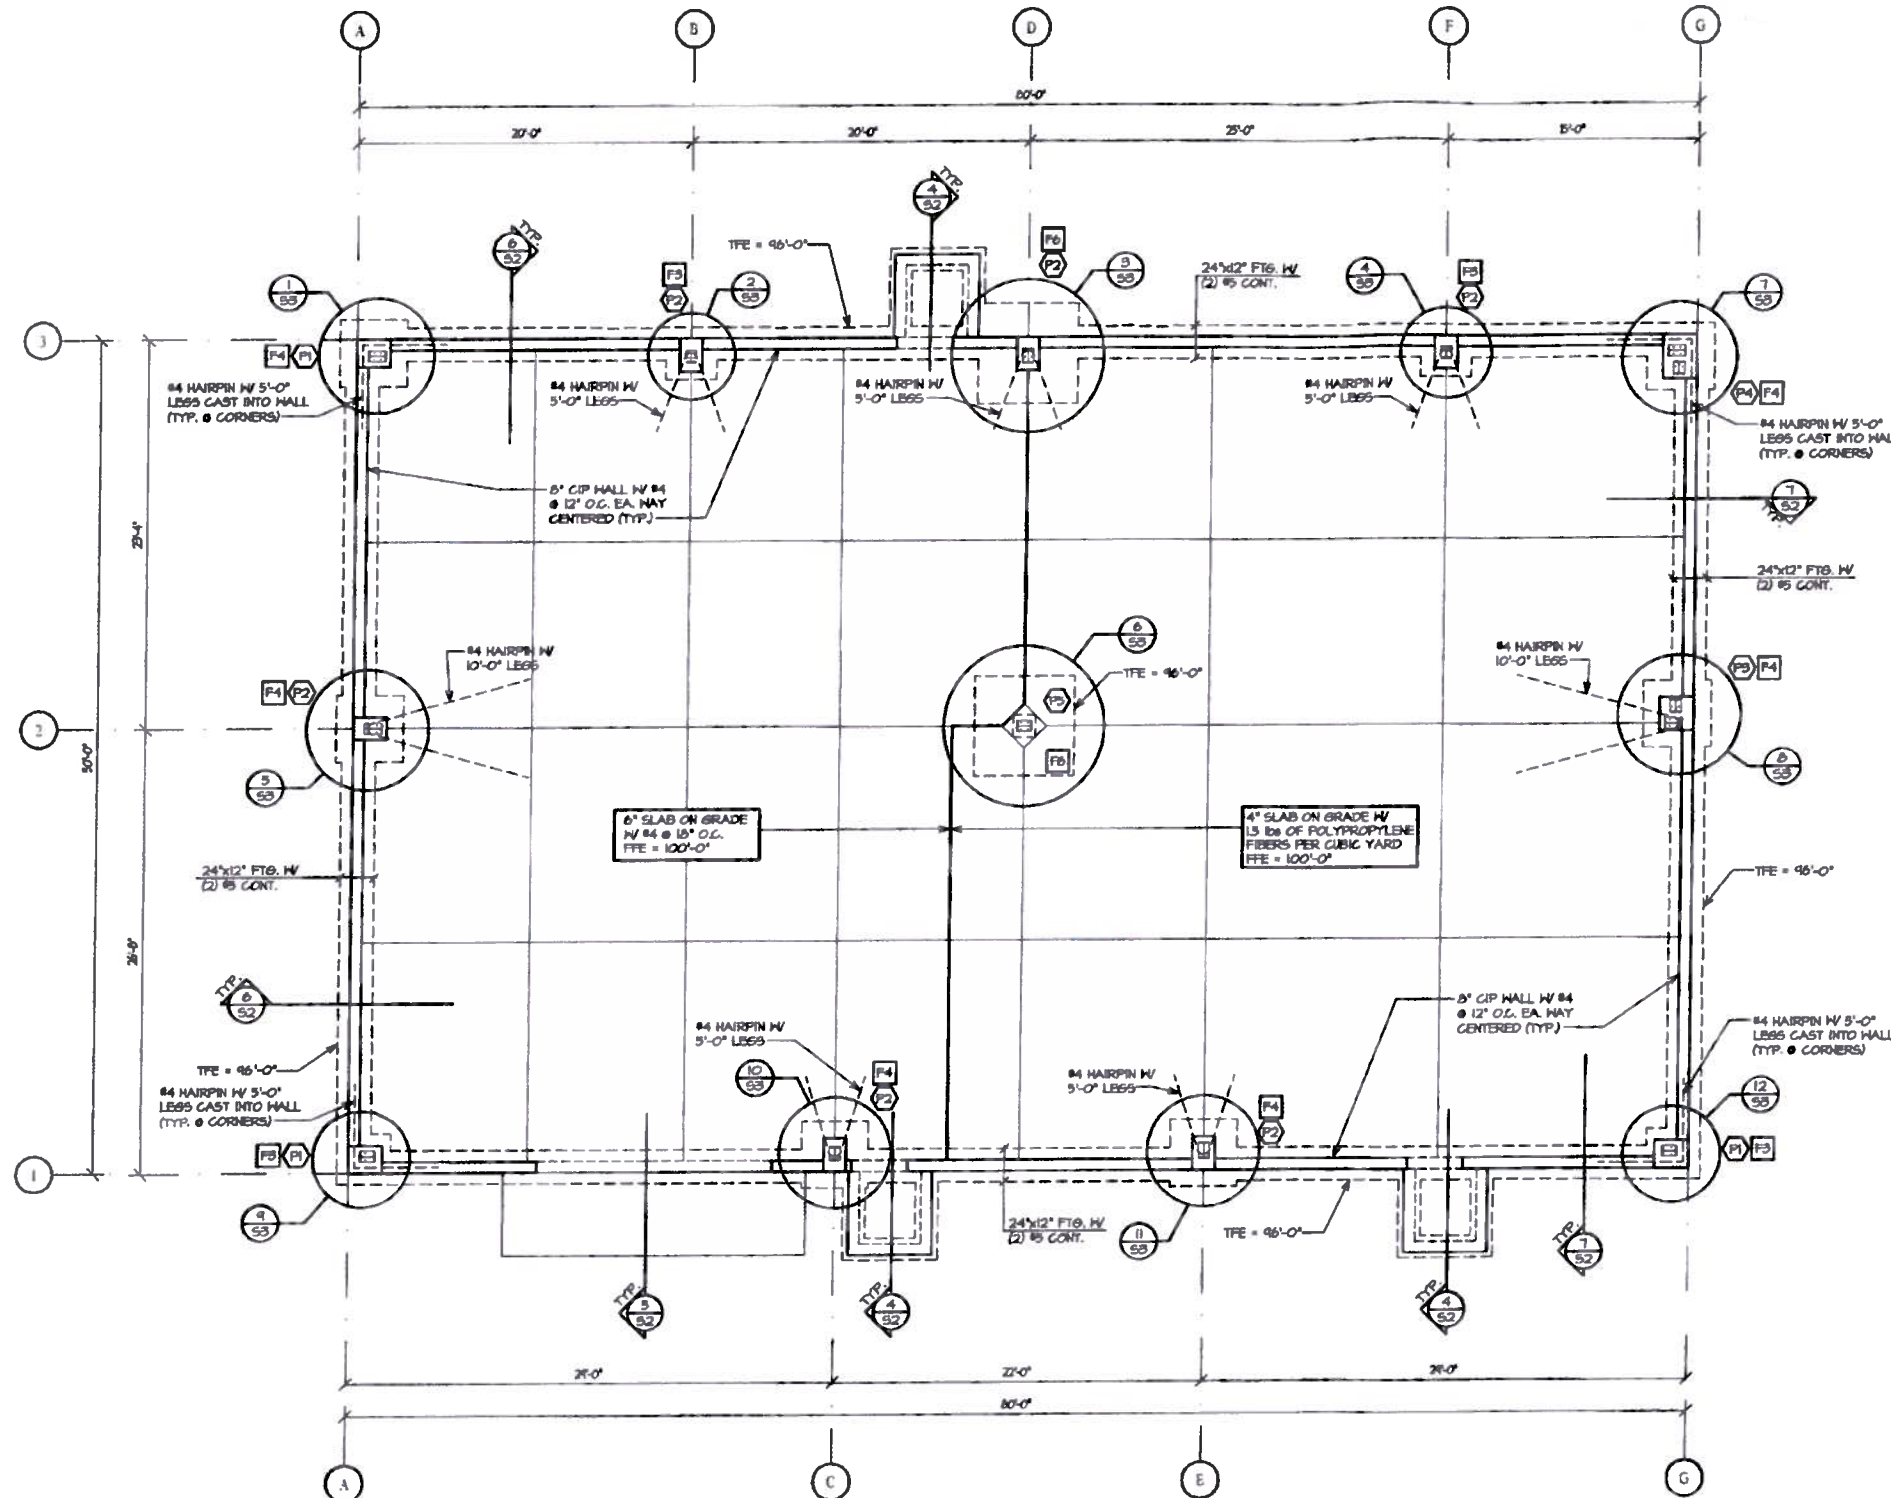 A
B
D
F
G
80'-0"
20'-0"
20'-0"
25'-0"
15'-0"
TYP.
4
S2
TYP.
6
S2
TFE = 96'-0"
F6
P2
3
S3
F3
P2
2
S3
1
S3
24"x12" FTG. W/
(2) #5 CONT.
4
S3
F3
P2
7
S3
3
F4
P1
#4 HAIRPIN W/ 5'-0"
LEGS CAST INTO WALL
(TYP. @ CORNERS)
#4 HAIRPIN W/
5'-0" LEGS
#4 HAIRPIN W/
5'-0" LEGS
#4 HAIRPIN W/
5'-0" LEGS
P4
F4
#4 HAIRPIN W/ 5'-0"
LEGS CAST INTO WAL
(TYP. @ CORNERS)
8" CIP WALL W/ #4
@ 12" O.C. EA. WAY
CENTERED (TYP.)
7
S2
TYP.
24"x12" FTG. W/
(2) #5 CONT.
6
S3
#4 HAIRPIN W/
10'-0" LEGS
TFE = 96'-0"
#4 HAIRPIN W/
10'-0" LEGS
F4
P2
F4
2
50'-0"
F6
5
S3
8
S3
6" SLAB ON GRADE
W/ #4 @ 18" O.C.
FFE = 100'-0"
4" SLAB ON GRADE W/
1.5 lbs OF POLYPROPYLENE
FIBERS PER CUBIC YARD
FFE = 100'-0"
24"x12" FTG. W/
(2) #5 CONT.
TFE = 96'-0"
TYP.
6
S2
8" CIP WALL W/ #4
@ 12" O.C. EA. WAY
CENTERED (TYP.)
#4 HAIRPIN W/
5'-0" LEGS
#4 HAIRPIN W/ 5'-0"
LEGS CAST INTO WALL
(TYP. @ CORNERS)
TFE = 96'-0"
#4 HAIRPIN W/ 5'-0"
LEGS CAST INTO WALL
(TYP. @ CORNERS)
10
S3
F4
P2
#4 HAIRPIN W/
5'-0" LEGS
F4
P2
12
S3
1
F3
P1
P1
F3
9
S3
24"x12" FTG. W/
(2) #5 CONT.
11
S3
TFE = 96'-0"
TYP.
7
S2
TYP.
5
S2
TYP.
4
S2
TYP.
4
S2
29'-0"
22'-0"
29'-0"
80'-0"
A
C
E
G